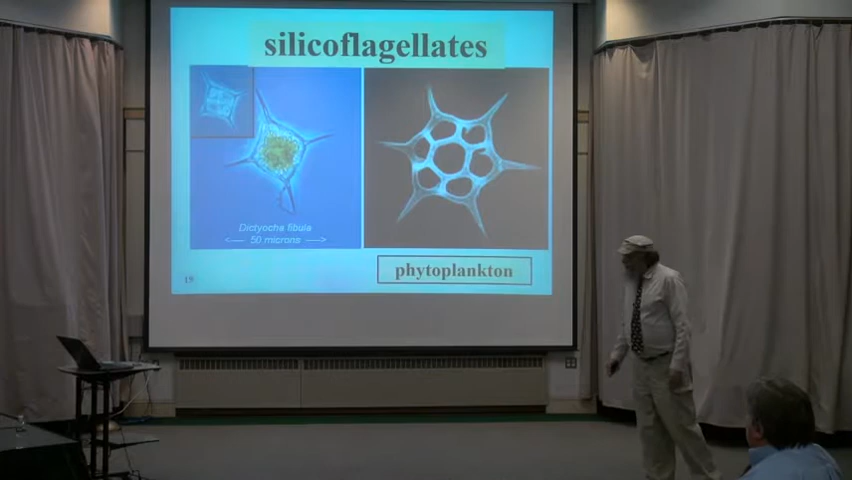 silicoflagellates
Dictyocha fibula
<--- 50 microns --->
19
phytoplankton